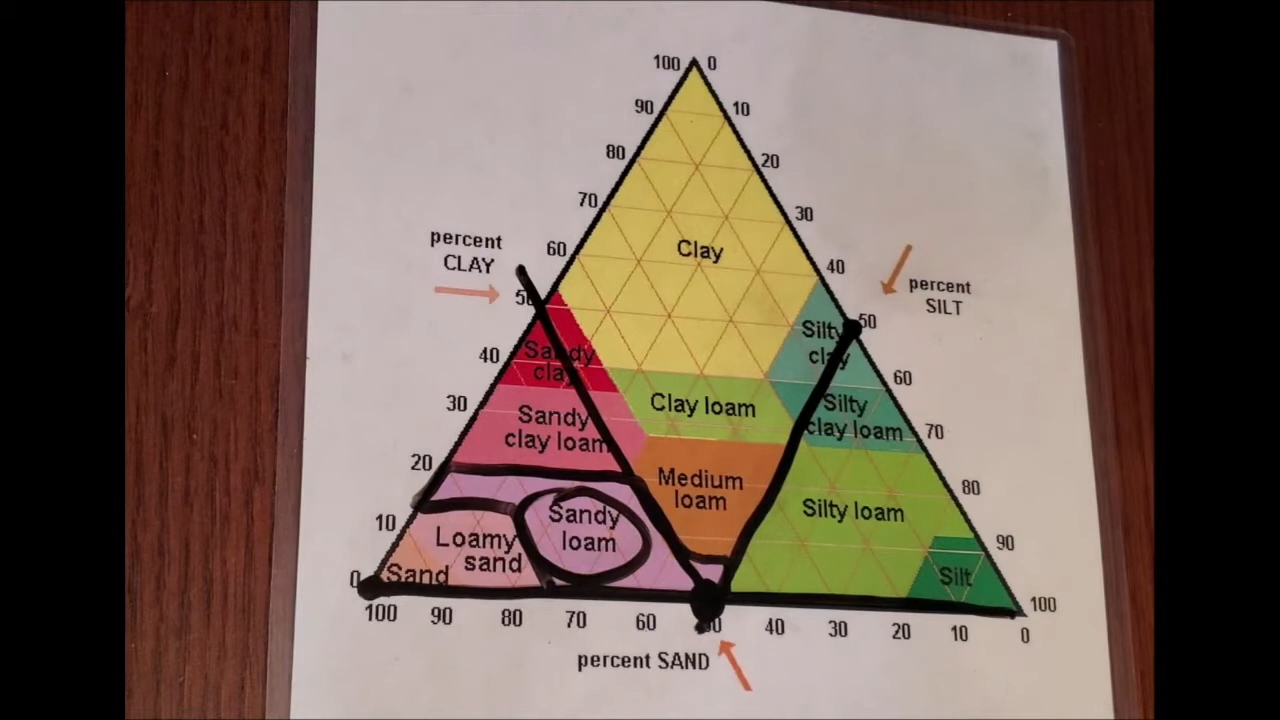 100 0
90 10
80 20
70 30
percent
CLAY
60 Clay 40
percent
SILT
50
Silty
clay
40 Sandy
clay
60
30 Sandy
clay loam
Clay loam
Silty
clay loam
70
20 Medium
loam
80
10 Loamy
sand
Sandy
loam
Silty loam
90
0 Sand
Silt
100
100 90 80 70 60 40 30 20 10 0
percent SAND